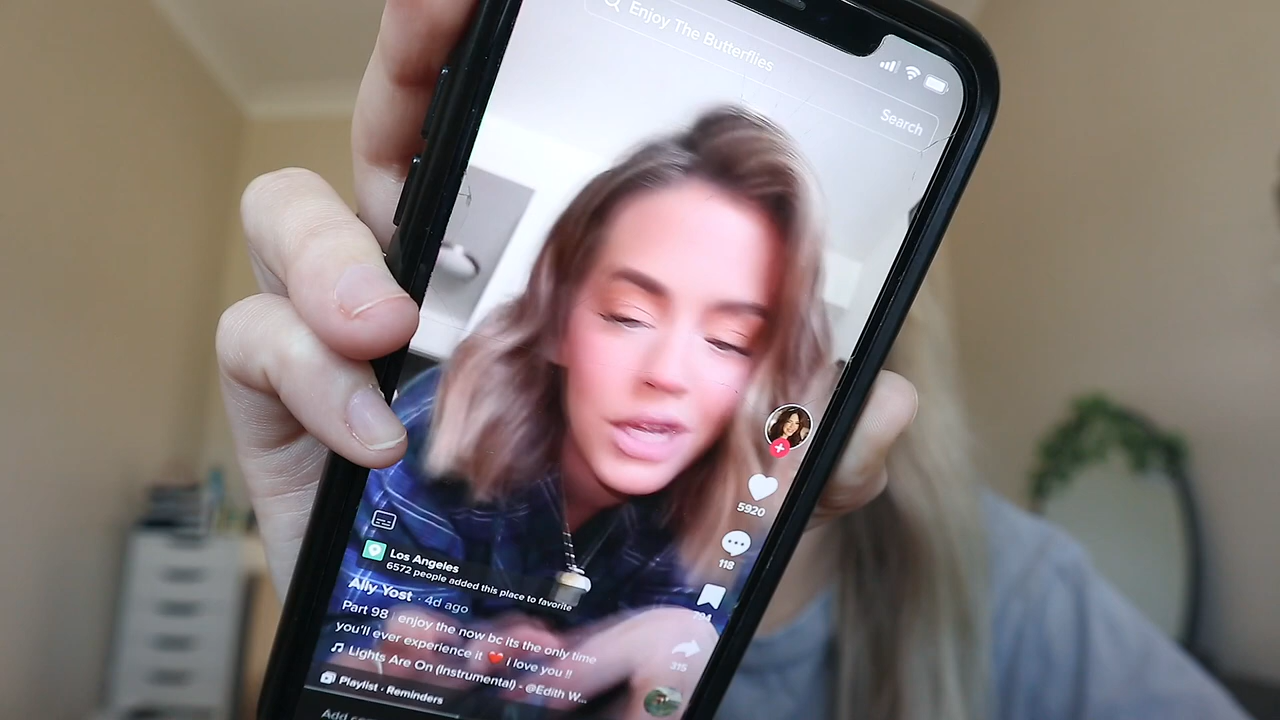 Enjoy The Butterflies
Search
5920
118
294
315
Los Angeles
6572 people added this place to favorite
Ally Yost · 4d ago
Part 98 enjoy the now bc its the only time
you'll ever experience it ❤️ I love you !!
Lights Are On (Instrumental) - @Edith W...
Playlist · Reminders
Add